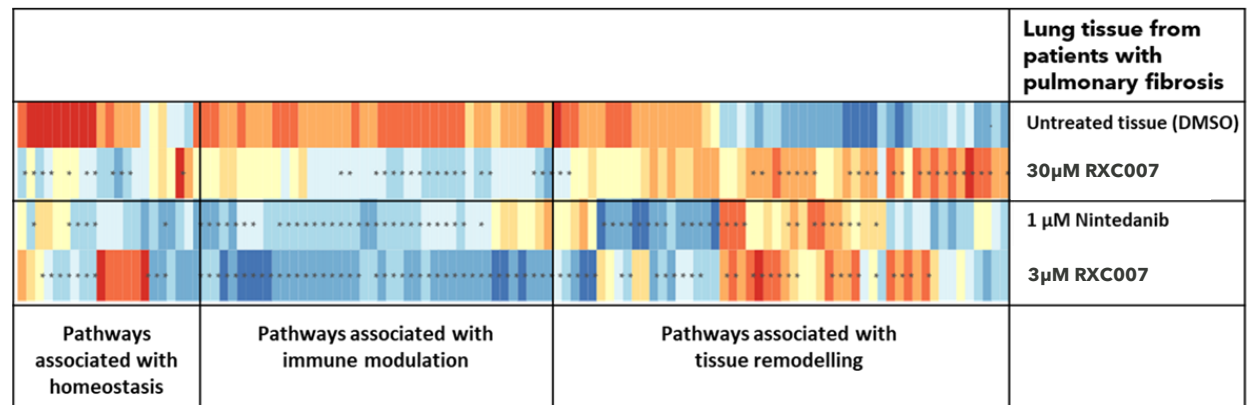 Lung tissue from
patients with
pulmonary fibrosis
Untreated tissue (DMSO)
30µM RXC007
1 µM Nintedanib
3µM RXC007
Pathways
associated with
homeostasis
Pathways associated with
immune modulation
Pathways associated with
tissue remodelling